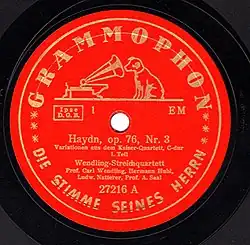 GRAMMOPHON
Ipse
D.G.R.
1
EM
Haydn, op. 76, Nr. 3
Variationen aus dem Kaiser-Quartett, C-dur
1. Teil
Wendling-Streichquartett
Prof. Carl Wendling, Hermann Hubl,
Ludw. Natterer, Prof. A. Saal
27216 A
DIE STIMME SEINES HERRN